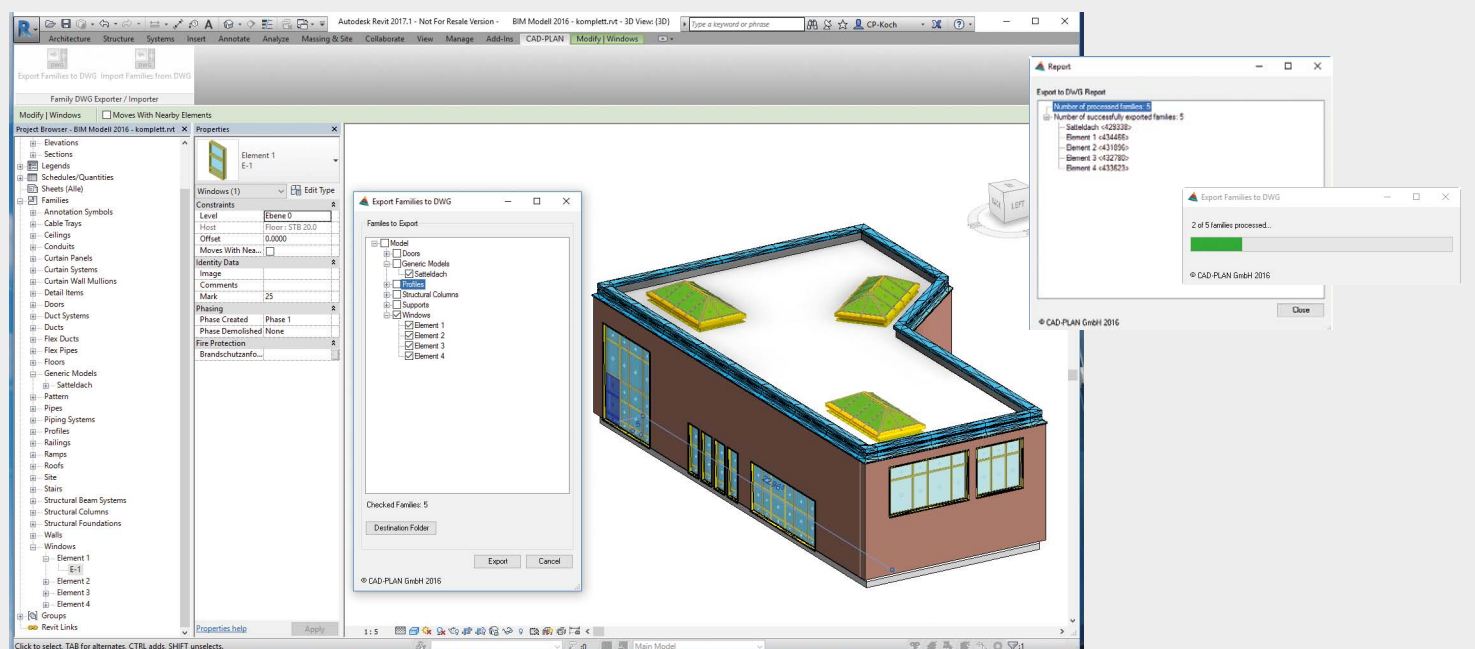 Autodesk Revit 2017.1 - Not For Resale Version - BIM Modell 2016 - komplett.rvt - 3D View: {3D}
Type a keyword or phrase
CP-Koch
Architecture Structure Systems Insert Annotate Analyze Massing & Site Collaborate View Manage Add-Ins CAD-PLAN Modify | Windows
DWG DWG
Export Families to DWG Import Families from DWG
Family DWG Exporter / Importer
Modify | Windows Moves With Nearby Elements
Project Browser - BIM Modell 2016 - komplett.rvt
Elevations
Sections
Legends
Schedules/Quantities
Sheets (Alle)
Families
Annotation Symbols
Cable Trays
Ceilings
Conduits
Curtain Panels
Curtain Systems
Curtain Wall Mullions
Detail Items
Doors
Duct Systems
Ducts
Flex Ducts
Flex Pipes
Floors
Generic Models
Satteldach
Pattern
Pipes
Piping Systems
Profiles
Railings
Ramps
Roofs
Site
Stairs
Structural Beam Systems
Structural Columns
Structural Foundations
Walls
Windows
Element 1
E-1
Element 2
Element 3
Element 4
Groups
Revit Links
Properties
Element 1
E-1
Windows (1) Edit Type
Constraints
Level Ebene 0
Host Floor : STB 20.0
Offset 0.0000
Moves With Nea...
Identity Data
Image
Comments
Mark 25
Phasing
Phase Created Phase 1
Phase Demolished None
Fire Protection
Brandschutzanfo...
Properties help Apply
Export Families to DWG
Families to Export
Model
Doors
Generic Models
Satteldach
Profiles
Structural Columns
Supports
Windows
Element 1
Element 2
Element 3
Element 4
Checked Families: 5
Destination Folder
Export Cancel
© CAD-PLAN GmbH 2016
LEFT
Report
Export to DWG Report
Number of processed families: 5
Number of successfully exported families: 5
Satteldach <429338>
Element 1 <434466>
Element 2 <431896>
Element 3 <432780>
Element 4 <433623>
Close
© CAD-PLAN GmbH 2016
Export Families to DWG
2 of 5 families processed...
© CAD-PLAN GmbH 2016
1 : 5
Click to select, TAB for alternates, CTRL adds, SHIFT unselects.
:0 Main Model :1